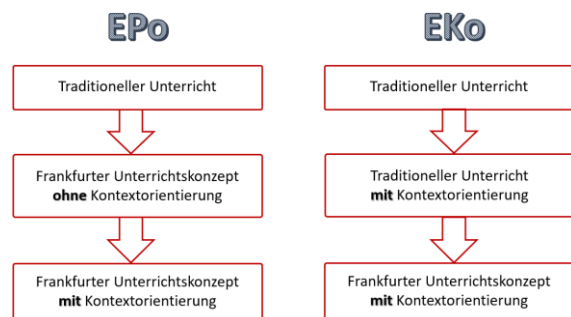 EPo
Traditioneller Unterricht
Frankfurter Unterrichtskonzept
ohne Kontextorientierung
Frankfurter Unterrichtskonzept
mit Kontextorientierung
EKo
Traditioneller Unterricht
Traditioneller Unterricht
mit Kontextorientierung
Frankfurter Unterrichtskonzept
mit Kontextorientierung